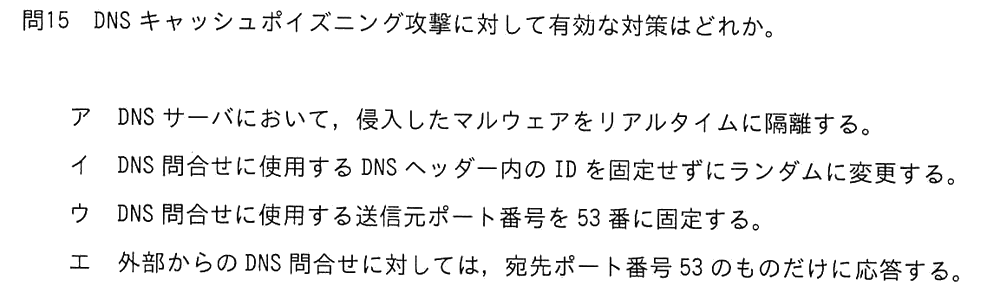 問15 DNS キャッシュポイズニング攻撃に対して有効な対策はどれか。
ア DNS サーバにおいて，侵入したマルウェアをリアルタイムに隔離する。
イ DNS 問合せに使用する DNS ヘッダー内の ID を固定せずにランダムに変更する。
ウ DNS 問合せに使用する送信元ポート番号を 53 番に固定する。
エ 外部からの DNS 問合せに対しては，宛先ポート番号 53 のものだけに応答する。